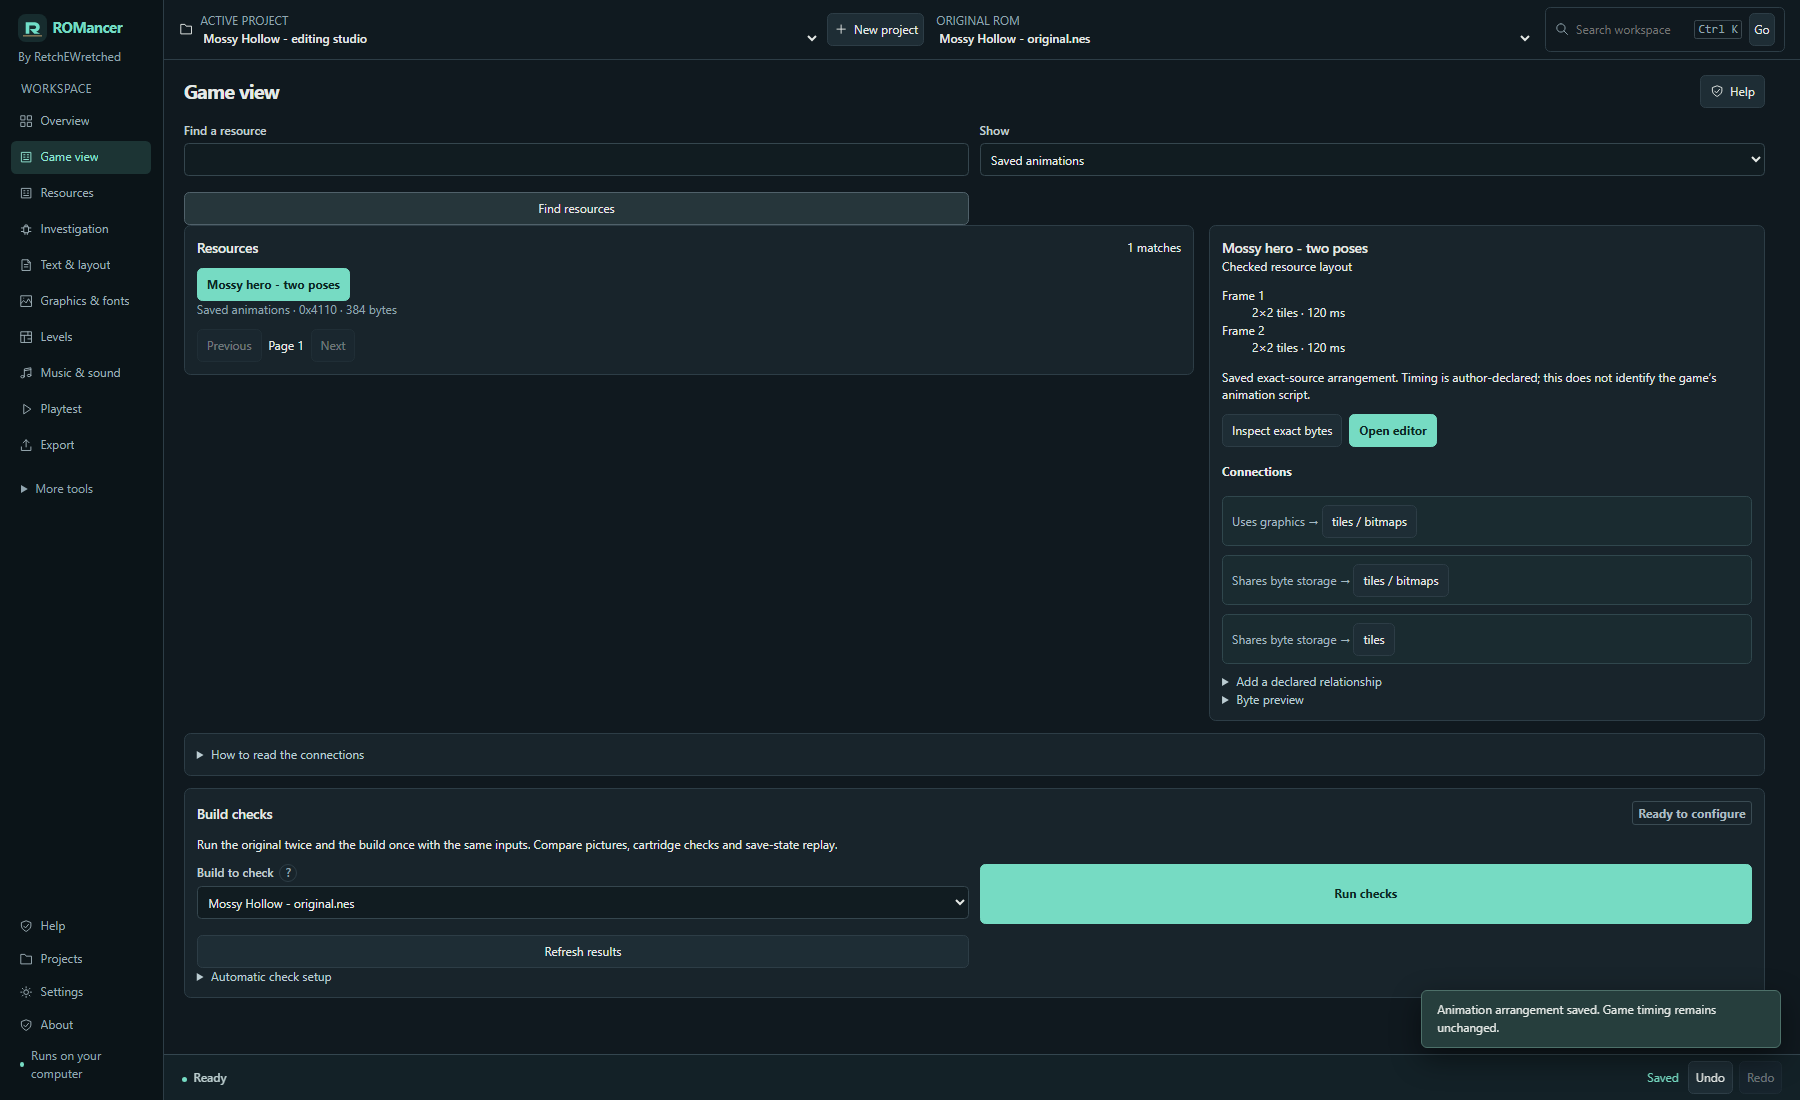 ROMancer
By RetchEWretched
WORKSPACE
Overview
Game view
Resources
Investigation
Text & layout
Graphics & fonts
Levels
Music & sound
Playtest
Export
More tools
Help
Projects
Settings
About
Runs on your
computer
ACTIVE PROJECT
Mossy Hollow - editing studio
New project
ORIGINAL ROM
Mossy Hollow - original.nes
Search workspace
Ctrl K
Go
Game view
Help
Find a resource
Show
Saved animations
Find resources
Resources
1 matches
Mossy hero - two poses
Saved animations · 0x4110 · 384 bytes
Previous
Page 1
Next
Mossy hero - two poses
Checked resource layout
Frame 1
2×2 tiles · 120 ms
Frame 2
2×2 tiles · 120 ms
Saved exact-source arrangement. Timing is author-declared; this does not identify the game’s
animation script.
Inspect exact bytes
Open editor
Connections
Uses graphics → tiles / bitmaps
Shares byte storage → tiles / bitmaps
Shares byte storage → tiles
Add a declared relationship
Byte preview
How to read the connections
Build checks
Ready to configure
Run the original twice and the build once with the same inputs. Compare pictures, cartridge checks and save-state replay.
Build to check ?
Mossy Hollow - original.nes
Run checks
Refresh results
Automatic check setup
Animation arrangement saved. Game timing remains
unchanged.
Ready
Saved
Undo
Redo